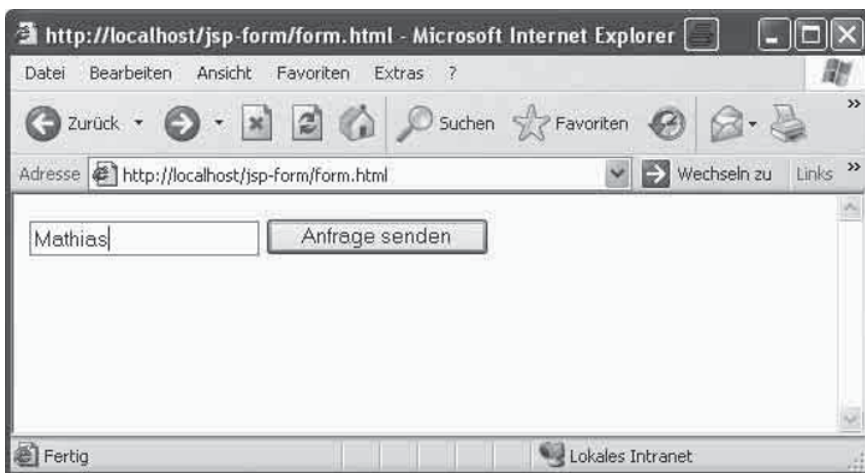 http://localhost/jsp-form/form.html - Microsoft Internet Explorer
Datei Bearbeiten Ansicht Favoriten Extras ?
Zurück Suchen Favoriten »
Adresse http://localhost/jsp-form/form.html Wechseln zu Links »
Mathias Anfrage senden
Fertig Lokales Intranet